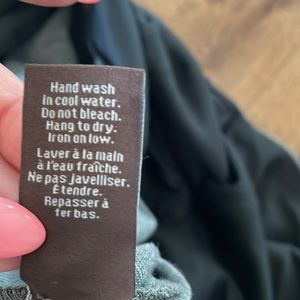 Hand wash
in cool water.
Do not bleach.
Hang to dry.
Iron on low.
Laver à la main
à l'eau fraîche.
Ne pas javelliser.
Étendre.
Repasser à
fer bas.